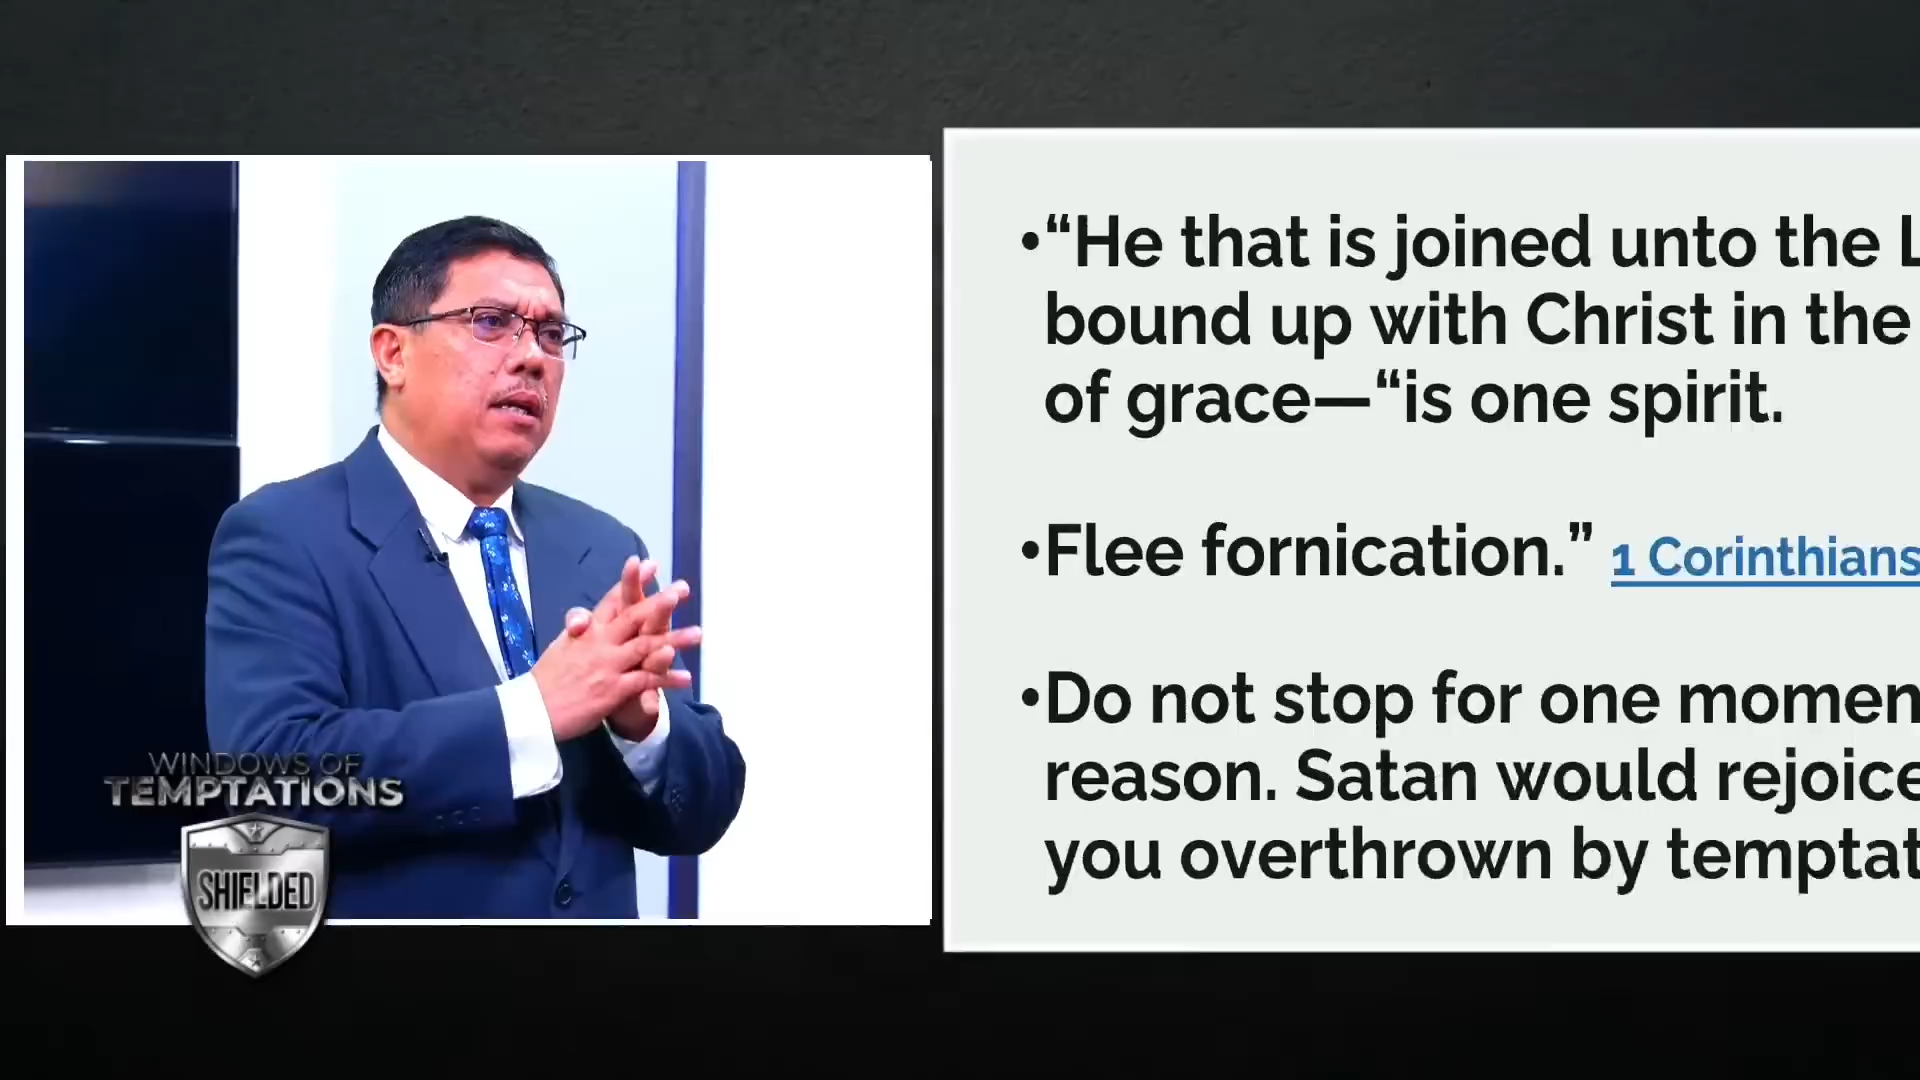 “He that is joined unto the
bound up with Christ in the
of grace—“is one spirit.
Flee fornication.” 1 Corinthians
Do not stop for one
reason. Satan would
you overthrown by
WINDOWS OF
TEMPTATIONS
SHIELDED